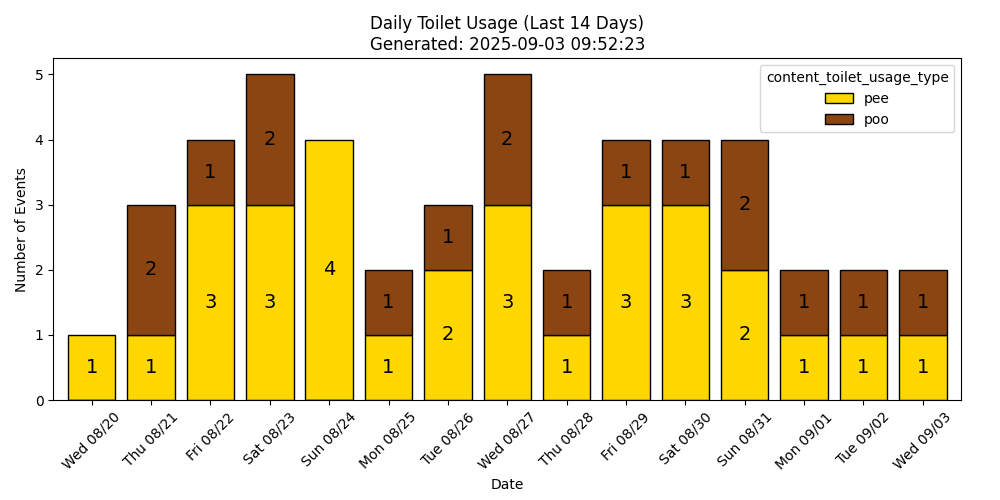 Daily Toilet Usage (Last 14 Days)
Generated: 2025-09-03 09:52:23
content_toilet_usage_type
pee
poo
Number of Events
5
4
3
2
1
0
1
1
2
3
1
3
2
4
1
1
2
1
3
2
1
1
3
1
3
1
2
2
1
1
1
1
1
1
Wed 08/20
Thu 08/21
Fri 08/22
Sat 08/23
Sun 08/24
Mon 08/25
Tue 08/26
Wed 08/27
Thu 08/28
Fri 08/29
Sat 08/30
Sun 08/31
Mon 09/01
Tue 09/02
Wed 09/03
Date